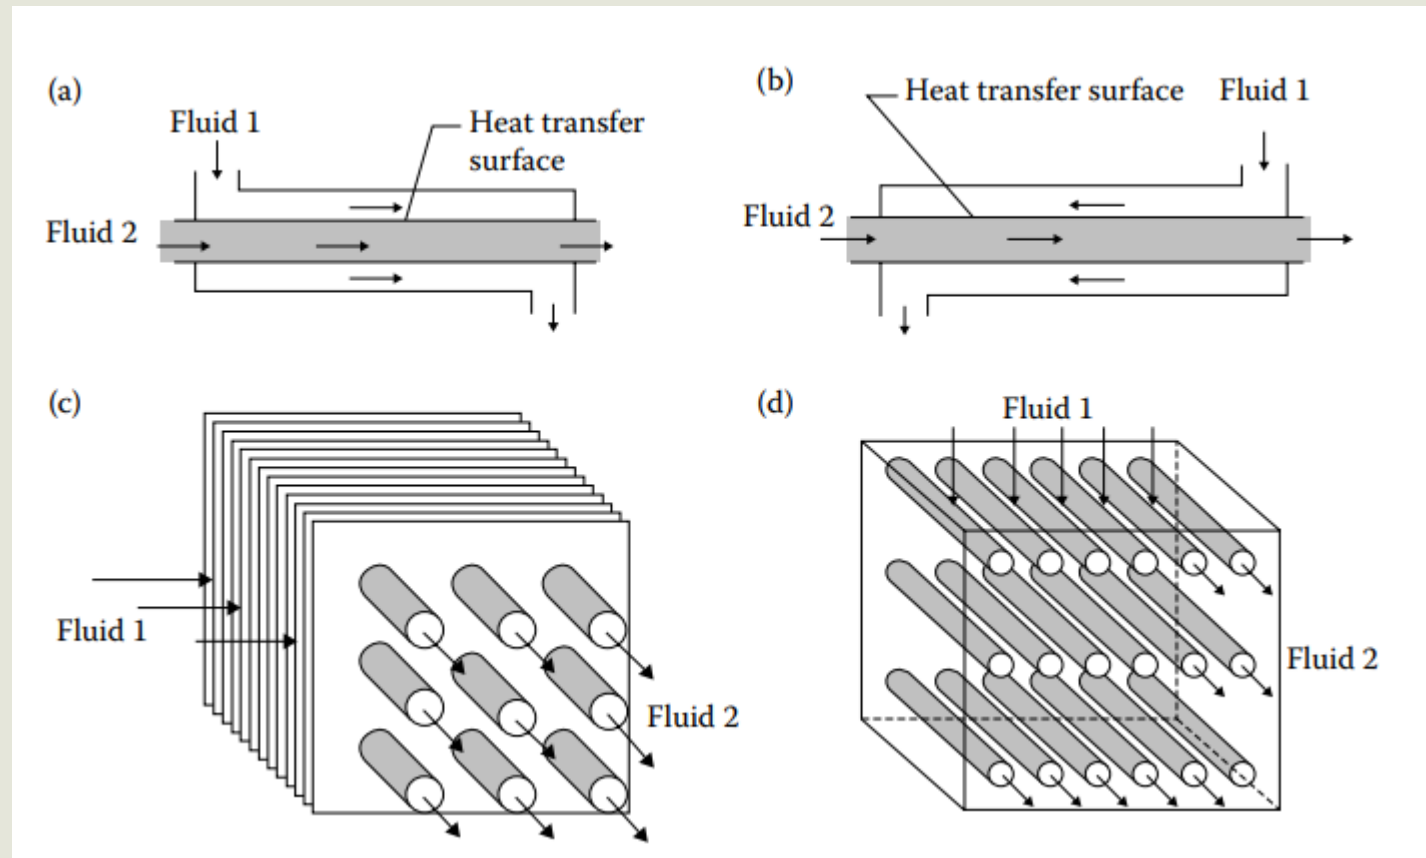 (a)
Fluid 1
Heat transfer
surface
Fluid 2
(b)
Heat transfer surface
Fluid 1
Fluid 2
(c)
Fluid 1
Fluid 2
(d)
Fluid 1
Fluid 2